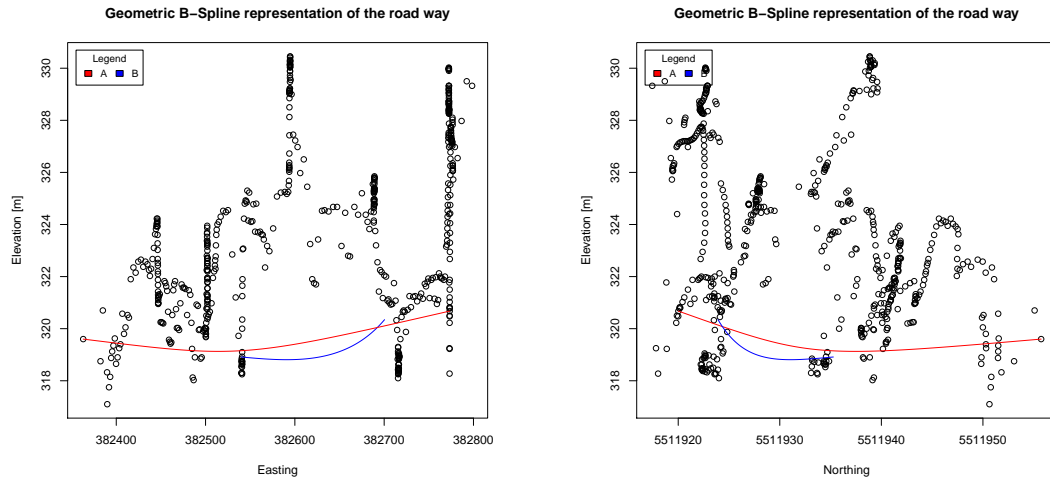 Geometric B−Spline representation of the road way
Legend
A B
330
328
326
324
322
320
318
Elevation [m]
382400 382500 382600 382700 382800
Easting
Geometric B−Spline representation of the road way
Legend
A
330
328
326
324
322
320
318
Elevation [m]
5511920 5511930 5511940 5511950
Northing